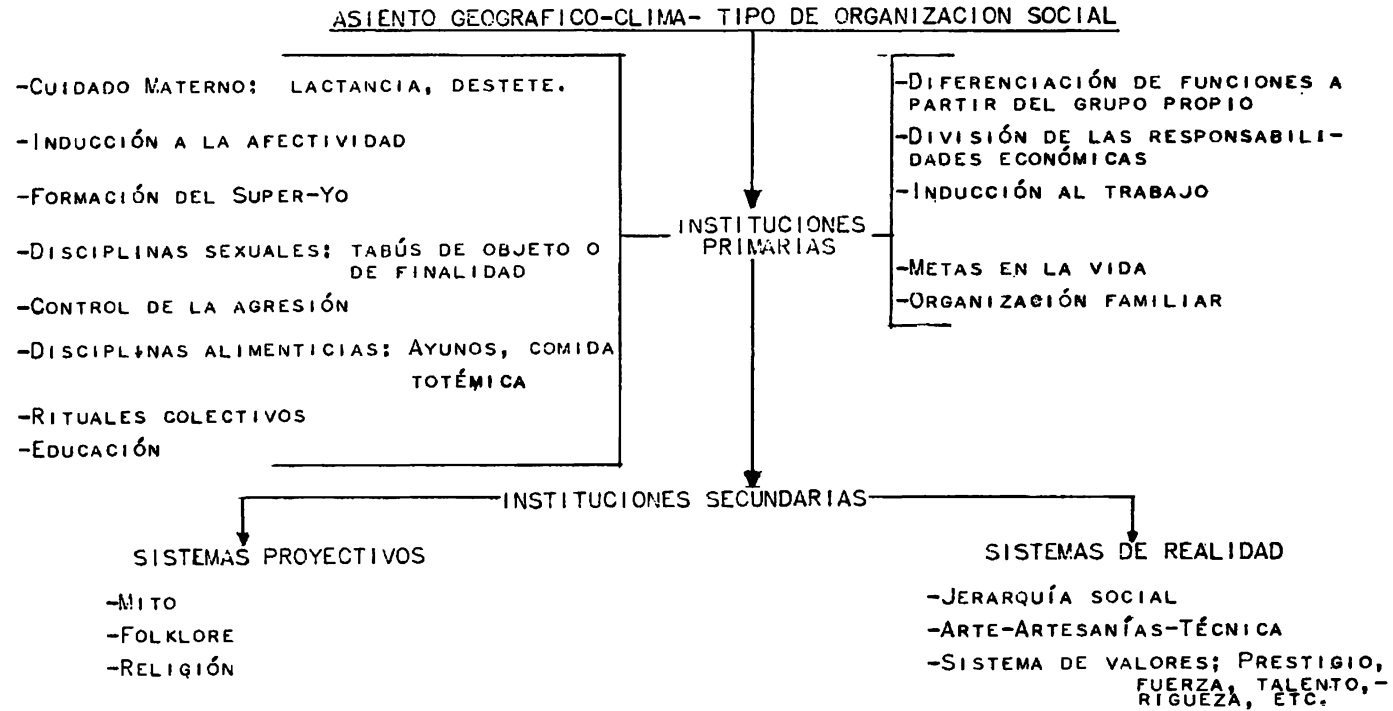 ASIENTO GEOGRAFICO-CLIMA- TIPO DE ORGANIZACION SOCIAL
-CUIDADO MATERNO: LACTANCIA, DESTETE.
-INDUCCIÓN A LA AFECTIVIDAD
-FORMACIÓN DEL SUPER-YO
-DISCIPLINAS SEXUALES: TABÚS DE OBJETO O
DE FINALIDAD
-CONTROL DE LA AGRESIÓN
-DISCIPLINAS ALIMENTICIAS: AYUNOS, COMIDA
TOTÉMICA
-RITUALES COLECTIVOS
-EDUCACIÓN
INSTITUCIONES
PRIMARIAS
-DIFERENCIACIÓN DE FUNCIONES A
PARTIR DEL GRUPO PROPIO
-DIVISIÓN DE LAS RESPONSABILI-
DADES ECONÓMICAS
-INDUCCIÓN AL TRABAJO
-METAS EN LA VIDA
-ORGANIZACIÓN FAMILIAR
INSTITUCIONES SECUNDARIAS
SISTEMAS PROYECTIVOS
-MITO
-FOLKLORE
-RELIGIÓN
SISTEMAS DE REALIDAD
-JERARQUÍA SOCIAL
-ARTE-ARTESANÍAS-TÉCNICA
-SISTEMA DE VALORES; PRESTIGIO,
FUERZA, TALENTO,-
RIGUEZA, ETC.